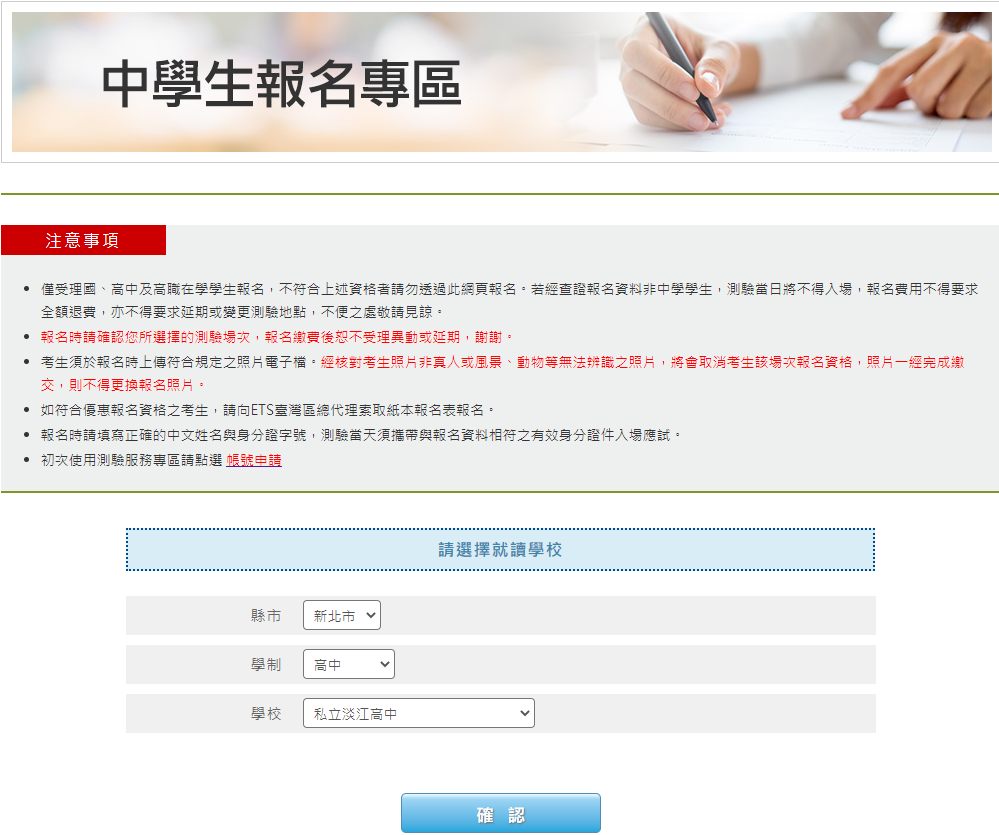 中學生報名專區
注意事項
• 僅受理國、高中及高職在學學生報名，不符合上述資格者請勿透過此網頁報名。若經查證報名資料非中學學生，測驗當日將不得入場，報名費用不得要求
全額退費，亦不得要求延期或變更測驗地點，不便之處敬請見諒。
• 報名時請確認您所選擇的測驗場次，報名繳費後恕不受理異動或延期，謝謝。
• 考生須於報名時上傳符合規定之照片電子檔。經核對考生照片非真人或風景、動物等無法辨識之照片，將會取消考生該場次報名資格，照片一經完成繳
交，則不得更換報名照片。
• 如符合優惠報名資格之考生，請向ETS臺灣區總代理索取紙本報名表報名。
• 報名時請填寫正確的中文姓名與身分證字號，測驗當天須攜帶與報名資料相符之有效身分證件入場應試。
• 初次使用測驗服務專區請點選 帳號申請
請選擇就讀學校
縣市 新北市
學制 高中
學校 私立淡江高中
確 認